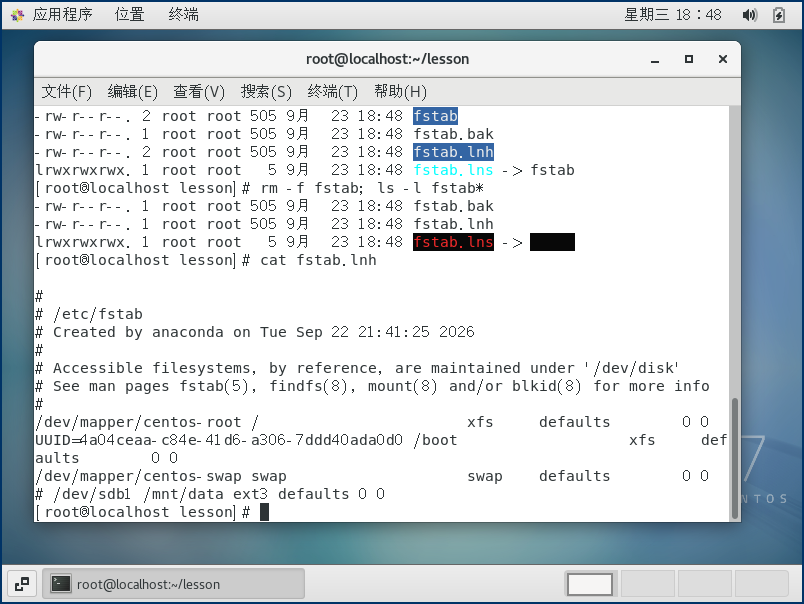 应用程序 位置 终端 星期三 18：48
root@localhost:~/lesson
文件(F) 编辑(E) 查看(V) 搜索(S) 终端(T) 帮助(H)
-rw-r--r--. 2 root root 505 9月  23 18:48 fstab
-rw-r--r--. 1 root root 505 9月  23 18:48 fstab.bak
-rw-r--r--. 2 root root 505 9月  23 18:48 fstab.lnh
lrwxrwxrwx. 1 root root   5 9月  23 18:48 fstab.lns -> fstab
[root@localhost lesson]# rm -f fstab; ls -l fstab*
-rw-r--r--. 1 root root 505 9月  23 18:48 fstab.bak
-rw-r--r--. 1 root root 505 9月  23 18:48 fstab.lnh
lrwxrwxrwx. 1 root root   5 9月  23 18:48 fstab.lns ->
[root@localhost lesson]# cat fstab.lnh
#
# /etc/fstab
# Created by anaconda on Tue Sep 22 21:41:25 2026
#
# Accessible filesystems, by reference, are maintained under '/dev/disk'
# See man pages fstab(5), findfs(8), mount(8) and/or blkid(8) for more info
#
/dev/mapper/centos-root / xfs defaults 0 0
UUID=4a04ceaa-c84e-41d6-a306-7ddd40ada0d0 /boot xfs def
aults 0 0
/dev/mapper/centos-swap swap swap defaults 0 0
# /dev/sdb1 /mnt/data ext3 defaults 0 0
[root@localhost lesson]#
7
NTOS
root@localhost:~/lesson